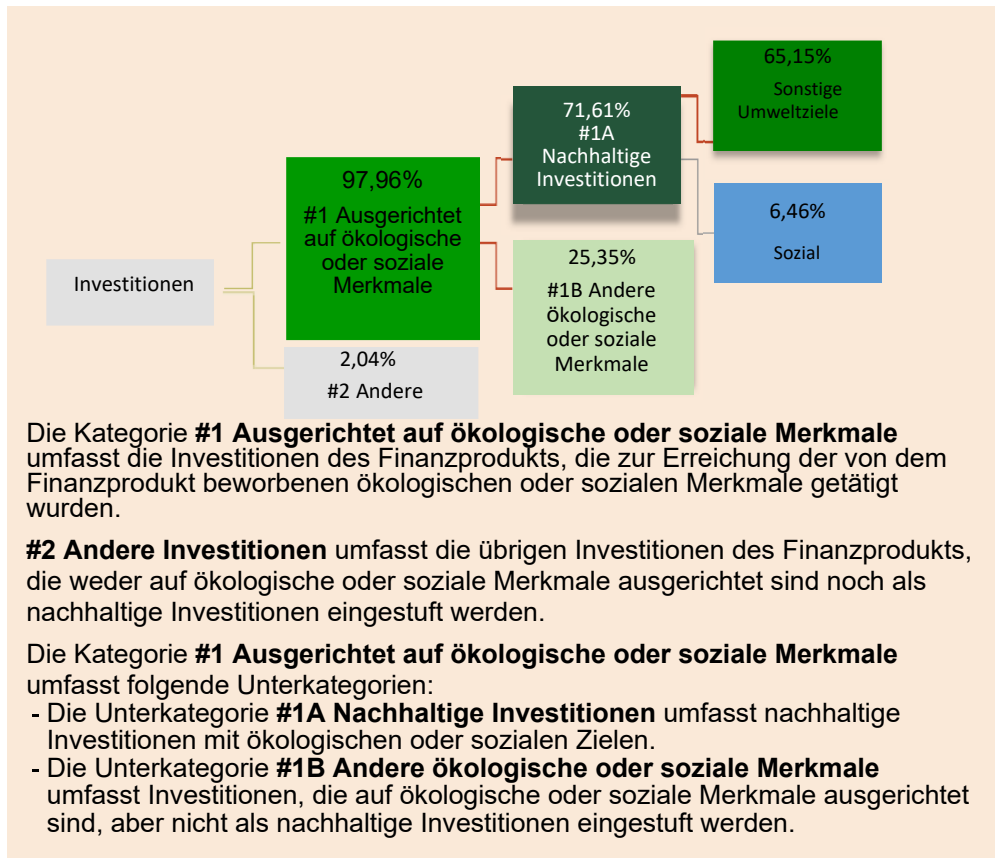 65,15%
Sonstige
Umweltziele
71,61%
#1A
Nachhaltige
Investitionen
97,96%
#1 Ausgerichtet
auf ökologische
oder soziale
Merkmale
6,46%
Sozial
Investitionen
25,35%
#1B Andere
ökologische
oder soziale
Merkmale
2,04%
#2 Andere
Die Kategorie #1 Ausgerichtet auf ökologische oder soziale Merkmale
umfasst die Investitionen des Finanzprodukts, die zur Erreichung der von dem
Finanzprodukt beworbenen ökologischen oder sozialen Merkmale getätigt
wurden.
#2 Andere Investitionen umfasst die übrigen Investitionen des Finanzprodukts,
die weder auf ökologische oder soziale Merkmale ausgerichtet sind noch als
nachhaltige Investitionen eingestuft werden.
Die Kategorie #1 Ausgerichtet auf ökologische oder soziale Merkmale
umfasst folgende Unterkategorien:
- Die Unterkategorie #1A Nachhaltige Investitionen umfasst nachhaltige
Investitionen mit ökologischen oder sozialen Zielen.
- Die Unterkategorie #1B Andere ökologische oder soziale Merkmale
umfasst Investitionen, die auf ökologische oder soziale Merkmale ausgerichtet
sind, aber nicht als nachhaltige Investitionen eingestuft werden.